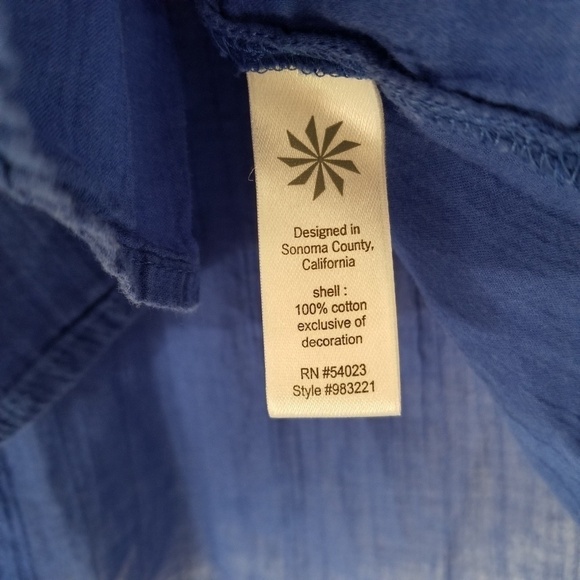 Designed in
Sonoma County,
California
shell :
100% cotton
exclusive of
decoration
RN #54023
Style #983221